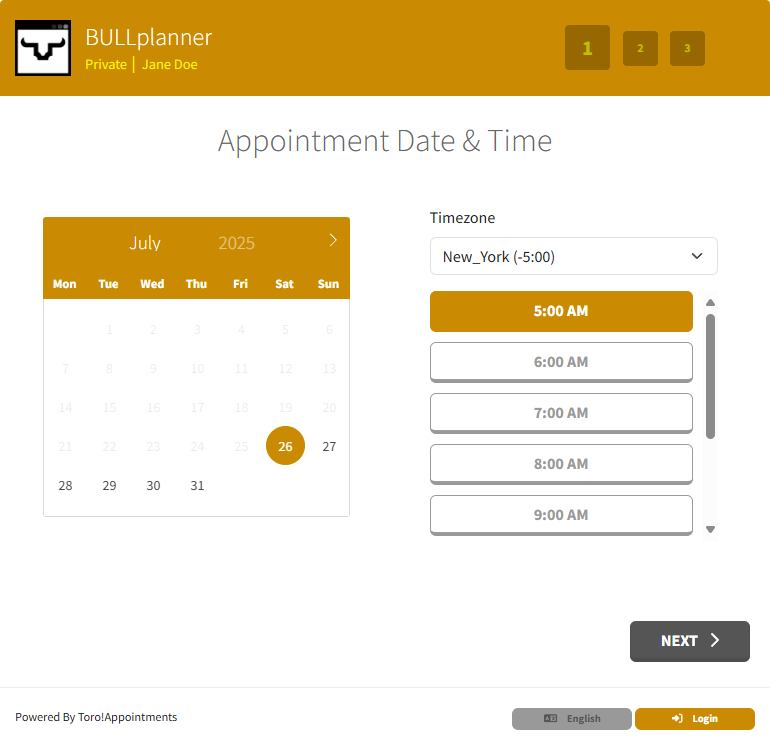 BULLplanner
Private | Jane Doe
1 2 3
Appointment Date & Time
July 2025
Mon Tue Wed Thu Fri Sat Sun
1 2 3 4 5 6
7 8 9 10 11 12 13
14 15 16 17 18 19 20
21 22 23 24 25 26 27
28 29 30 31
Timezone
New_York (-5:00)
5:00 AM
6:00 AM
7:00 AM
8:00 AM
9:00 AM
NEXT
Powered By Toro!Appointments
English
Login